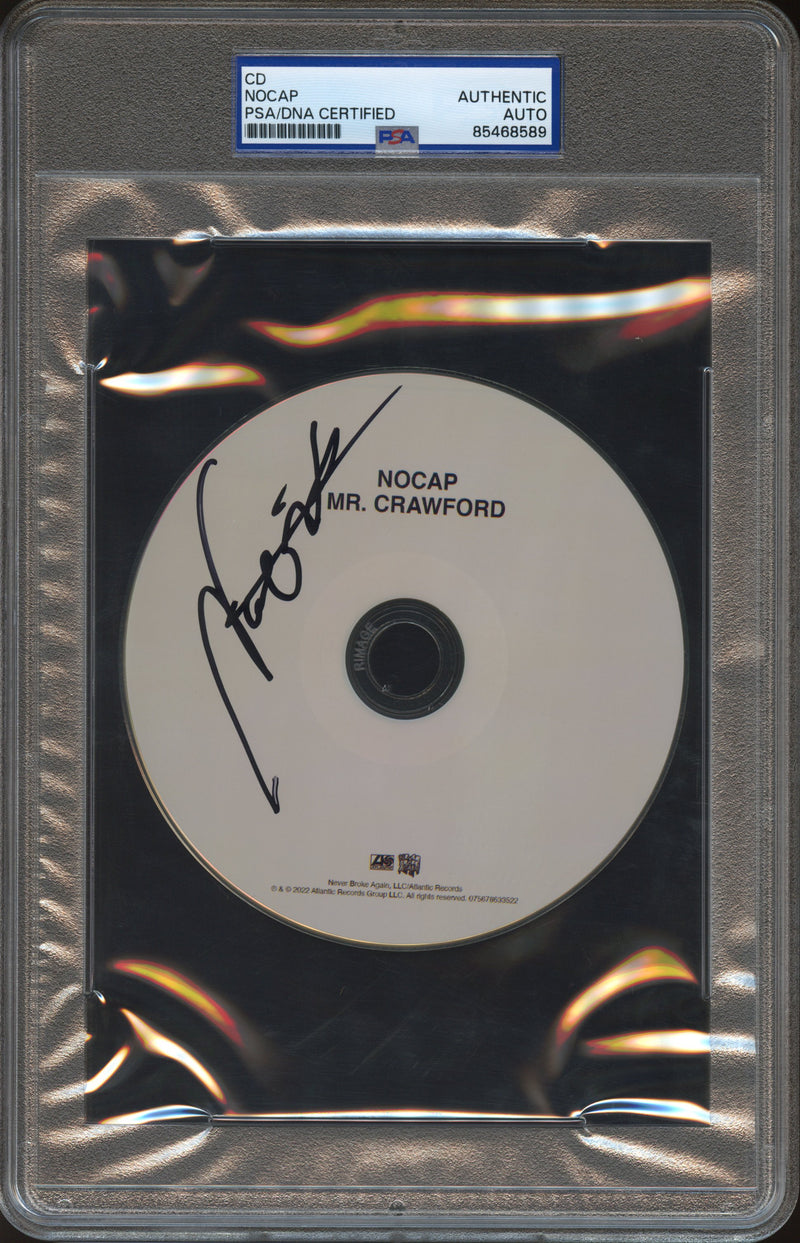 CD
NOCAP
PSA/DNA CERTIFIED
AUTHENTIC
AUTO
85468589
PSA
NOCAP
MR. CRAWFORD
RIMAGE
Never Broke Again, LLC/Atlantic Records
℗ & © 2022 Atlantic Records Group LLC. All rights reserved. 075678633522